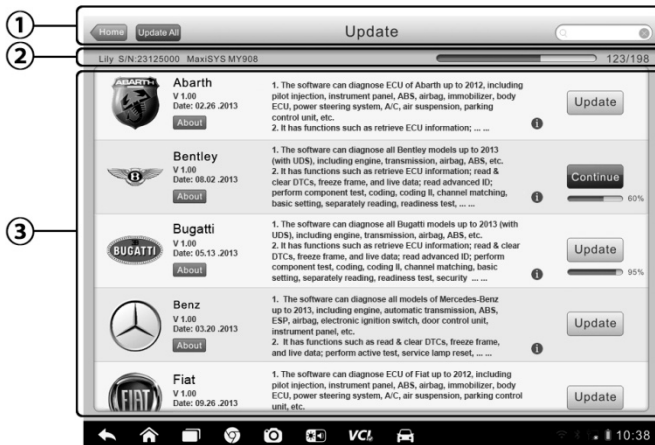 1
Home Update All Update
2
Lily S/N:23125000 MaxiSYS MY908 123/198
3
ABARTH
Abarth
V 1.00
Date: 02.26 .2013
About
1. The software can diagnose ECU of Abarth up to 2012, including
pilot injection, instrument panel, ABS, airbag, immobilizer, body
ECU, power steering system, A/C, air suspension, parking
control unit, etc.
2. It has functions such as retrieve ECU information; ... ...
Update
Bentley
V 1.00
Date: 08.02 .2013
About
1. The software can diagnose all Bentley models up to 2013
(with UDS), including engine, transmission, airbag, ABS, etc.
2. It has functions such as retrieve ECU information; read &
clear DTCs, freeze frame, and live data; read advanced ID;
perform component test, coding, coding II, channel matching,
basic setting, separately reading, readiness test, ... ...
Continue
60%
BUGATTI
Bugatti
V 1.00
Date: 05.13 .2013
About
1. The software can diagnose all Bugatti models up to 2013 (with
UDS), including engine, transmission, airbag, ABS, etc.
2. It has functions such as retrieve ECU information; read & clear
DTCs, freeze frame, and live data; read advanced ID; perform
component test, coding, coding II, channel matching, basic
setting, separately reading, readiness test, security ... ...
Update
95%
Benz
V 1.00
Date: 03.20 .2013
About
1. The software can diagnose all models of Mercedes-Benz
up to 2013, including engine, automatic transmission, ABS,
ESP, airbag, electronic ignition switch, door control unit,
instrument panel, etc.
2. It has functions such as read & clear DTCs, freeze frame,
and live data; perform active test, service lamp reset, ... ...
Update
FIAT
Fiat
V 1.00
Date: 09.26 .2013
1. The software can diagnose ECU of Fiat up to 2012, including
pilot injection, instrument panel, ABS, airbag, immobilizer, body
ECU, power steering system, A/C, air suspension, parking control
unit, etc.
Update
VCI 10:38